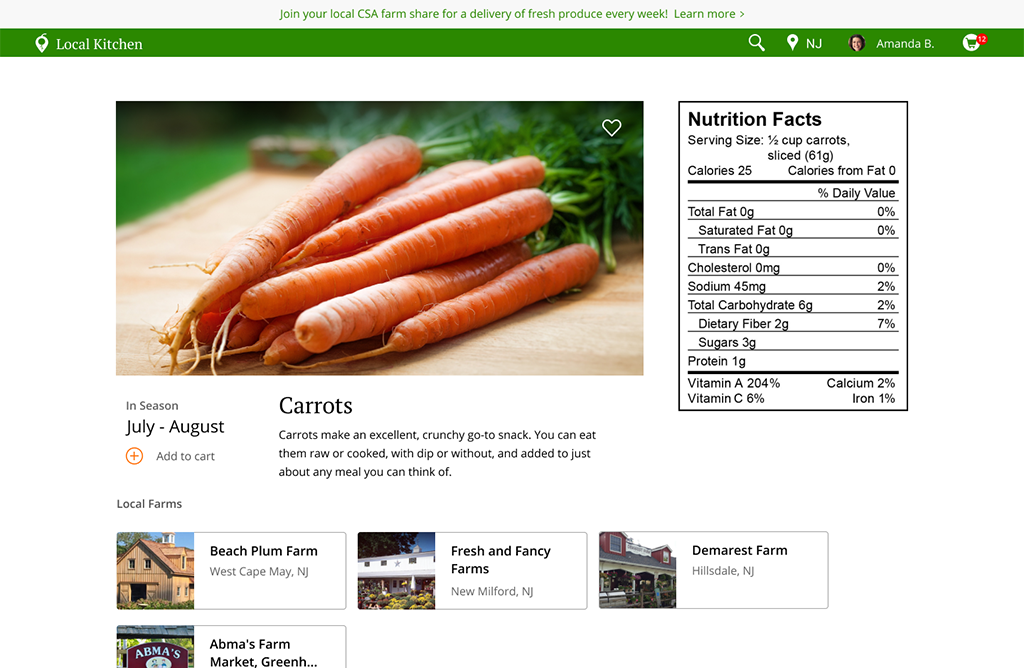 Join your local CSA farm share for a delivery of fresh produce every week! Learn more >
Local Kitchen
NJ
Amanda B.
12
Nutrition Facts
Serving Size: ½ cup carrots,
sliced (61g)
Calories 25 Calories from Fat 0
% Daily Value
Total Fat 0g 0%
Saturated Fat 0g 0%
Trans Fat 0g
Cholesterol 0mg 0%
Sodium 45mg 2%
Total Carbohydrate 6g 2%
Dietary Fiber 2g 7%
Sugars 3g
Protein 1g
Vitamin A 204% Calcium 2%
Vitamin C 6% Iron 1%
In Season
July - August
Add to cart
Carrots
Carrots make an excellent, crunchy go-to snack. You can eat
them raw or cooked, with dip or without, and added to just
about any meal you can think of.
Local Farms
Beach Plum Farm
West Cape May, NJ
Fresh and Fancy
Farms
New Milford, NJ
Demarest Farm
Hillsdale, NJ
ABMA'S
Abma's Farm
Market, Greenh...